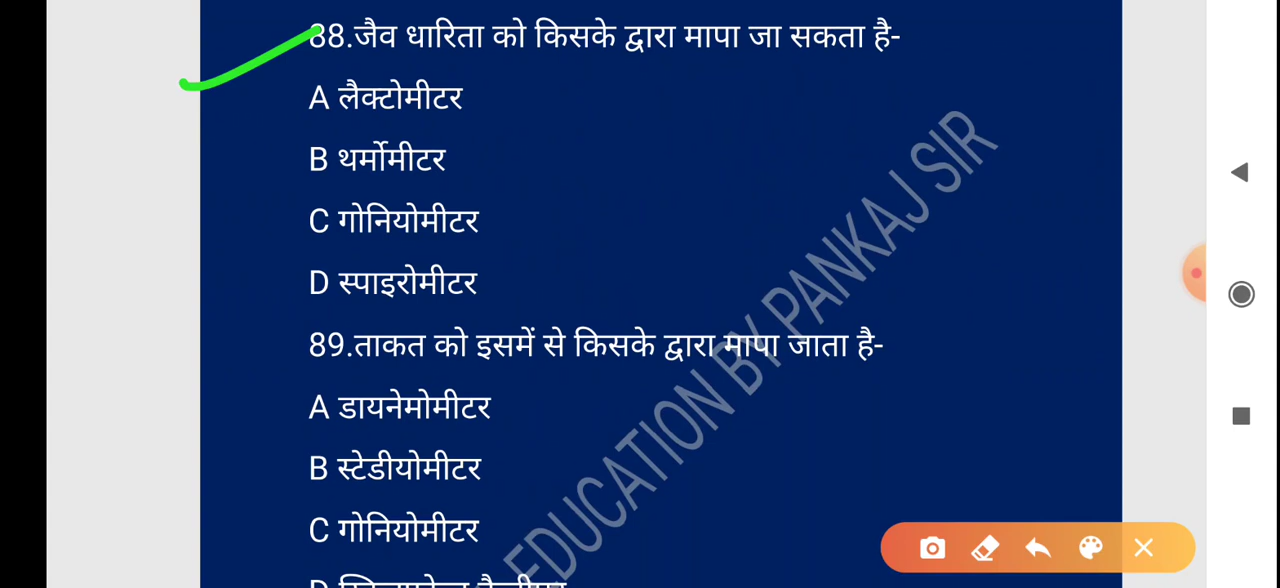 88.जैव धारिता को किसके द्वारा मापा जा सकता है-
A लैक्टोमीटर
B थर्मोमीटर
C गोनियोमीटर
D स्पाइरोमीटर
89.ताकत को इसमें से किसके द्वारा मापा जाता है-
A डायनेमोमीटर
B स्टेडीयोमीटर
C गोनियोमीटर
D
EDUCATION BY PANKAJ SIR